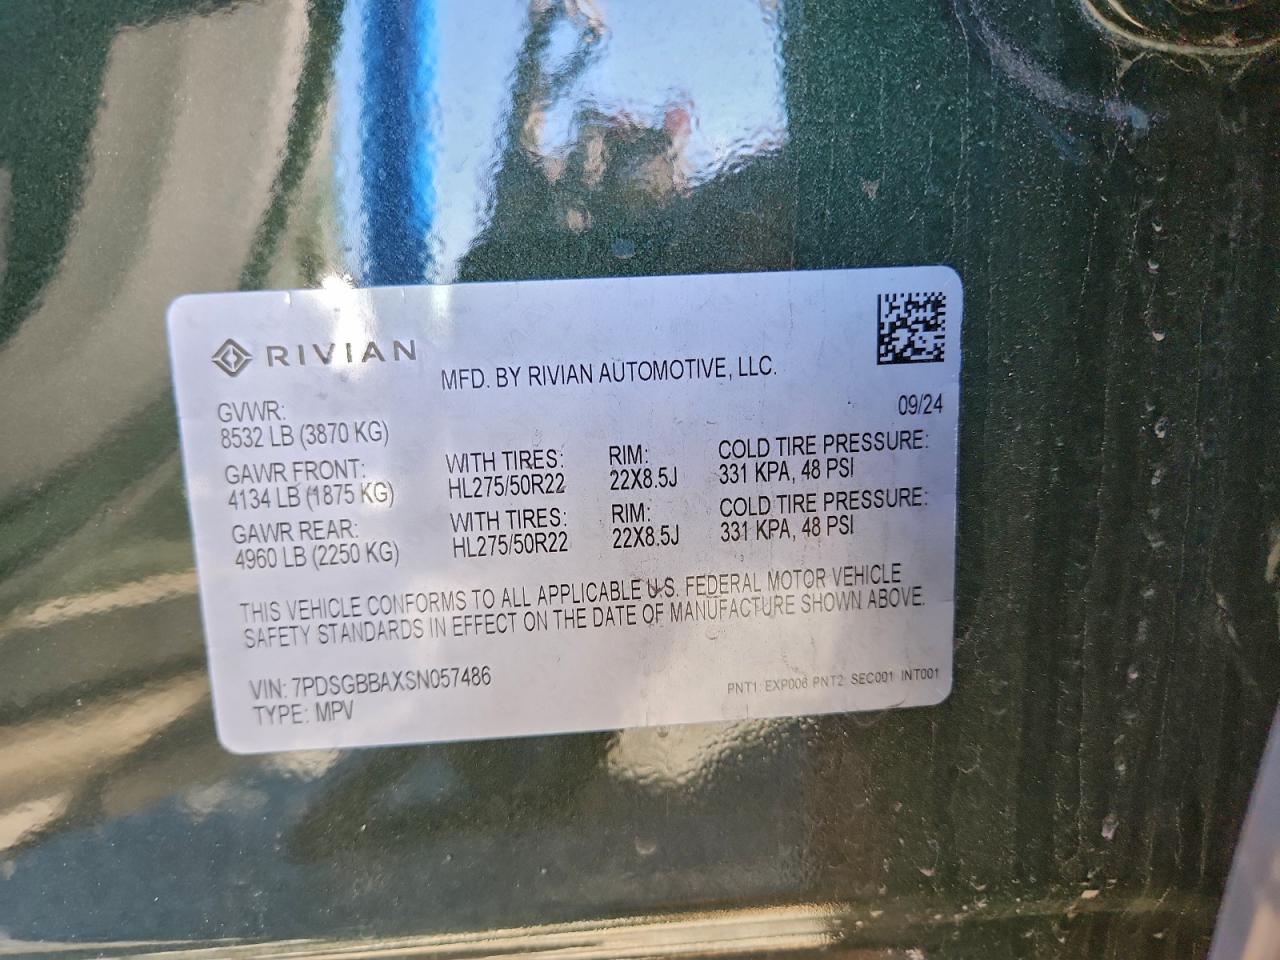 RIVIAN
MFD. BY RIVIAN AUTOMOTIVE, LLC.
09/24
GVWR:
8532 LB (3870 KG)
GAWR FRONT: WITH TIRES: RIM: COLD TIRE PRESSURE:
4134 LB (1875 KG) HL275/50R22 22X8.5J 331 KPA, 48 PSI
GAWR REAR: WITH TIRES: RIM: COLD TIRE PRESSURE:
4960 LB (2250 KG) HL275/50R22 22X8.5J 331 KPA, 48 PSI
THIS VEHICLE CONFORMS TO ALL APPLICABLE U.S. FEDERAL MOTOR VEHICLE
SAFETY STANDARDS IN EFFECT ON THE DATE OF MANUFACTURE SHOWN ABOVE.
VIN: 7PDSGBBAXSN057486
TYPE: MPV
PNT1: EXP006 PNT2: SEC001 INT001